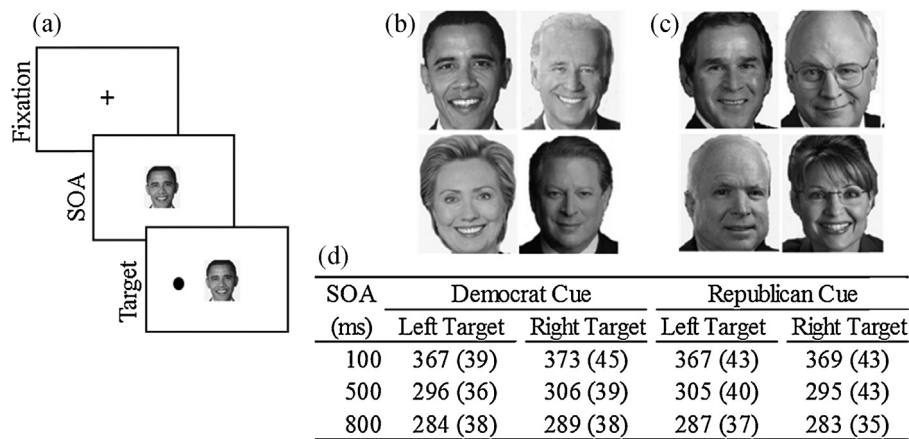 (a)
Fixation
+
SOA
Target
(b)
(c)
(d)
SOA Democrat Cue Republican Cue
(ms) Left Target Right Target Left Target Right Target
100 367 (39) 373 (45) 367 (43) 369 (43)
500 296 (36) 306 (39) 305 (40) 295 (43)
800 284 (38) 289 (38) 287 (37) 283 (35)